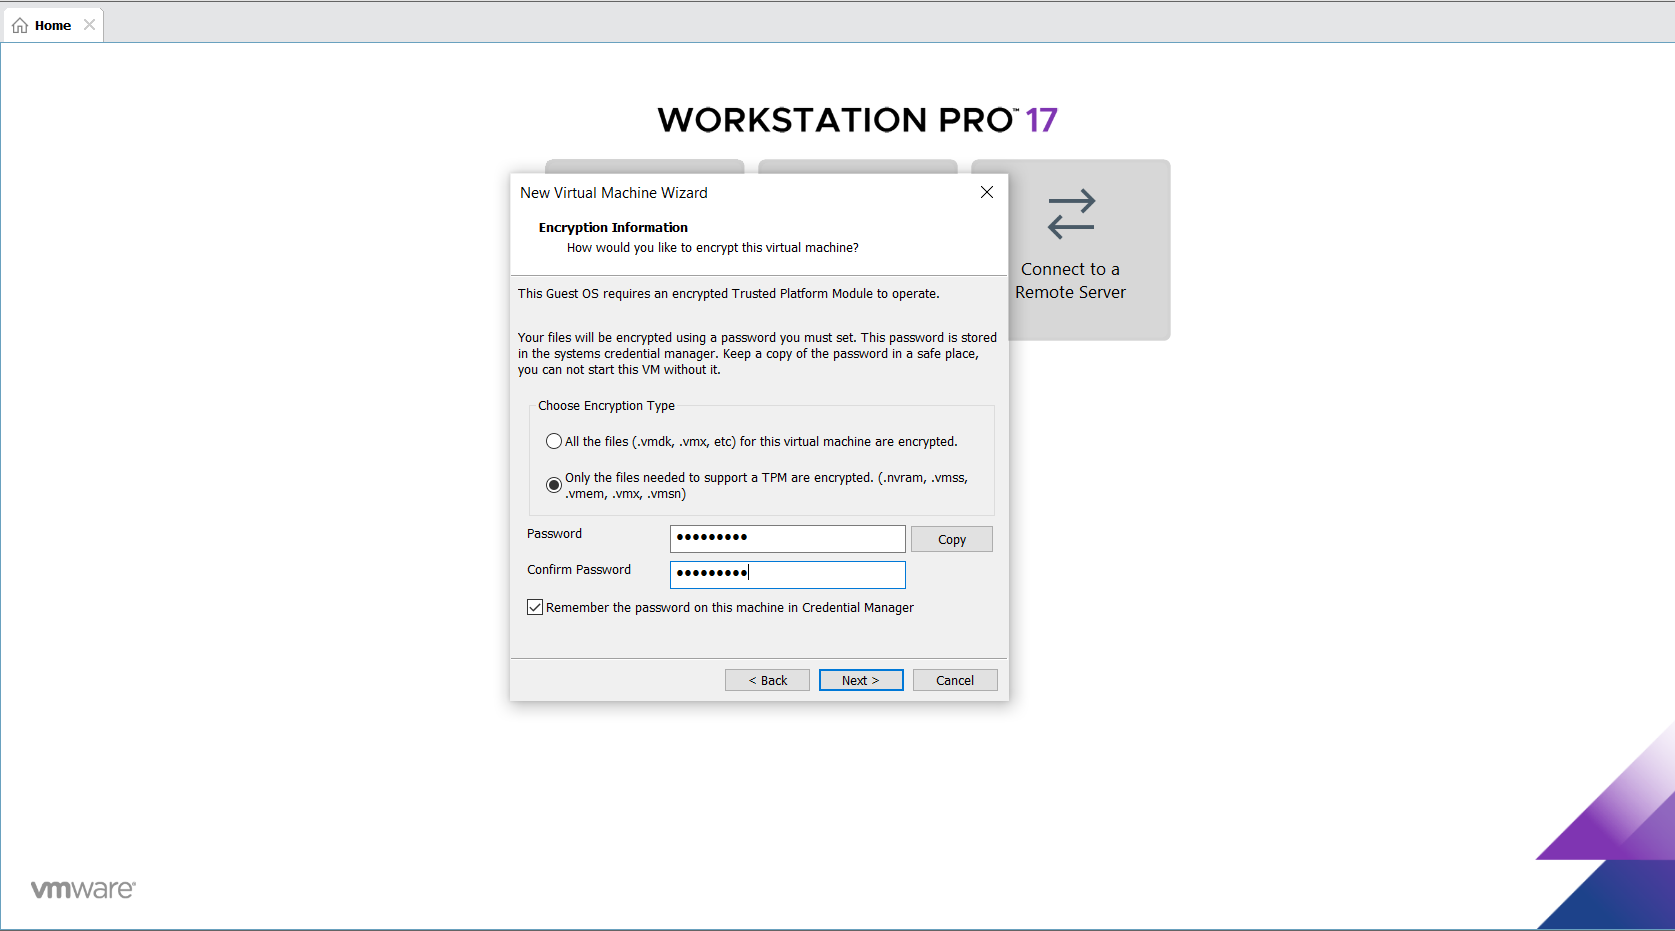 Home
WORKSTATION PRO™ 17
New Virtual Machine Wizard
Encryption Information
How would you like to encrypt this virtual machine?
This Guest OS requires an encrypted Trusted Platform Module to operate.
Your files will be encrypted using a password you must set. This password is stored
in the systems credential manager. Keep a copy of the password in a safe place,
you can not start this VM without it.
Choose Encryption Type
All the files (.vmdk, .vmx, etc) for this virtual machine are encrypted.
Only the files needed to support a TPM are encrypted. (.nvram, .vmss,
.vmem, .vmx, .vmsn)
Password
Copy
Confirm Password
Remember the password on this machine in Credential Manager
< Back
Next >
Cancel
Connect to a
Remote Server
vmware®